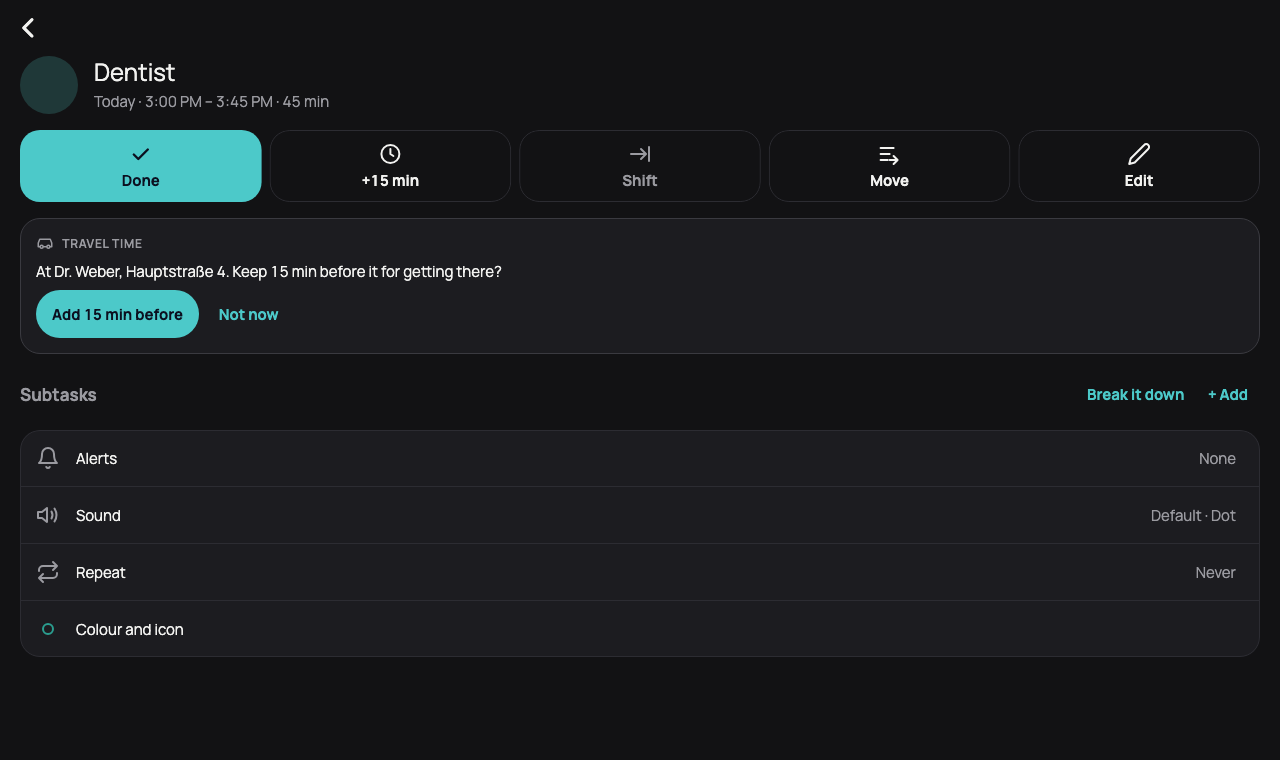 Dentist
Today · 3:00 PM – 3:45 PM · 45 min
Done
+15 min
Shift
Move
Edit
TRAVEL TIME
At Dr. Weber, Hauptstraße 4. Keep 15 min before it for getting there?
Add 15 min before
Not now
Subtasks
Break it down
+ Add
Alerts
None
Sound
Default · Dot
Repeat
Never
Colour and icon